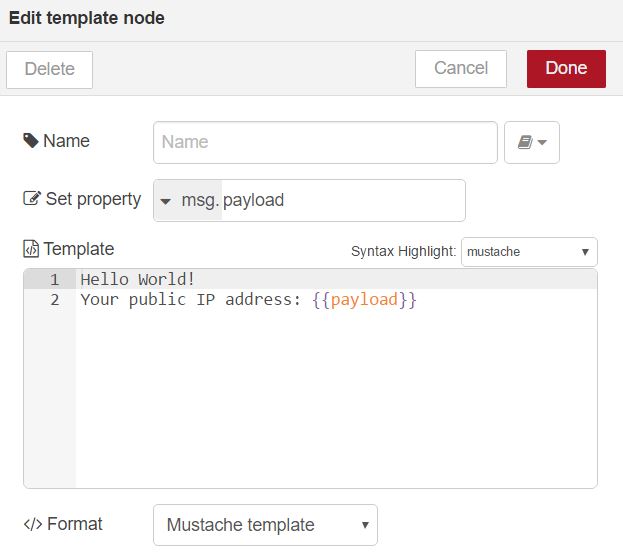 Edit template node
Delete Cancel Done
Name Name
Set property msg. payload
Template Syntax Highlight: mustache
1 Hello World!
2 Your public IP address: {{payload}}
</> Format Mustache template